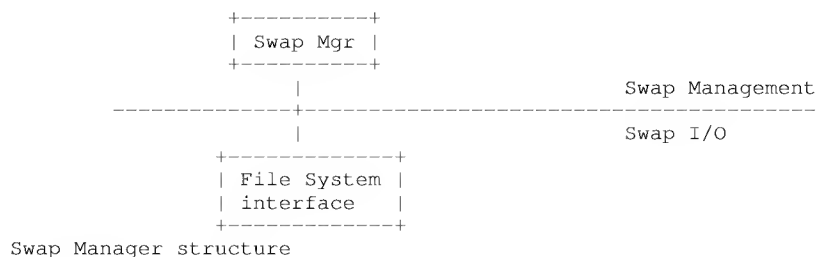 Swap Mgr
Swap Management
Swap I/O
File System
interface
Swap Manager structure